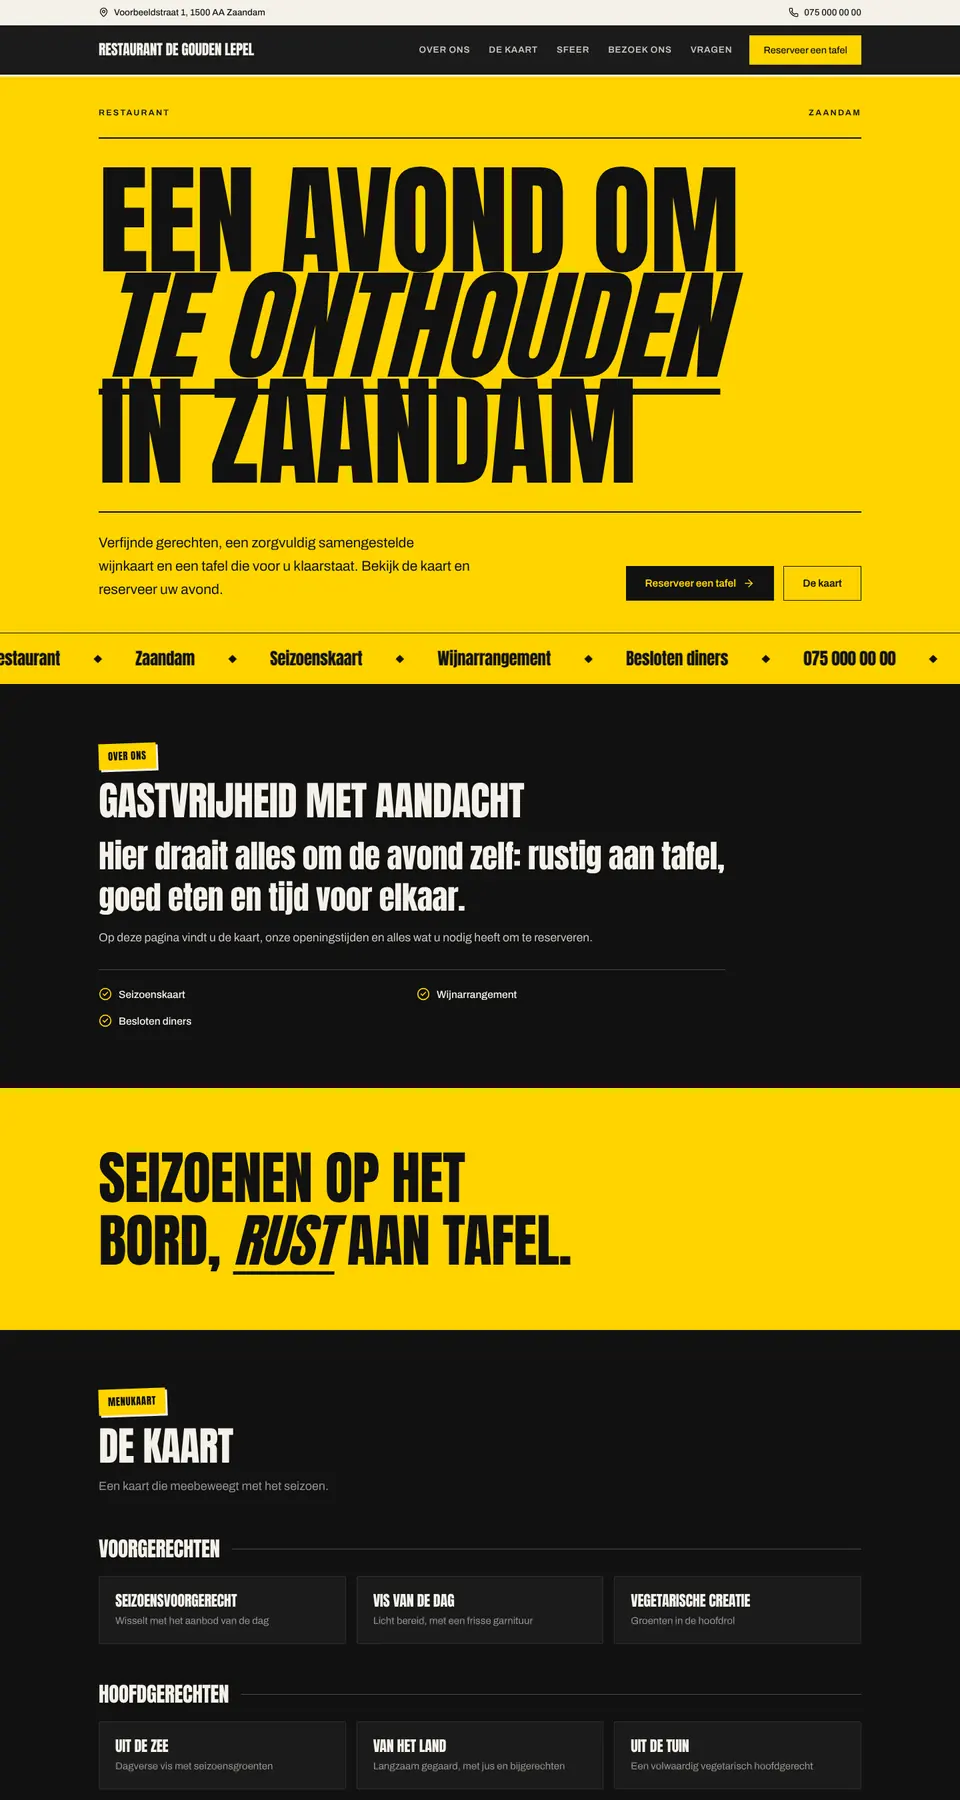 Voorbeeldstraat 1, 1500 AA Zaandam
075 000 00 00
RESTAURANT DE GOUDEN LEPEL
OVER ONS
DE KAART
SFEER
BEZOEK ONS
VRAGEN
Reserveer een tafel
RESTAURANT
ZAANDAM
EEN AVOND OM
TE ONTHOUDEN
IN ZAANDAM
Verfijnde gerechten, een zorgvuldig samengestelde
wijnkaart en een tafel die voor u klaarstaat. Bekijk de kaart en
reserveer uw avond.
Reserveer een tafel
De kaart
estaurant
Zaandam
Seizoenskaart
Wijnarrangement
Besloten diners
075 000 00 00
OVER ONS
GASTVRIJHEID MET AANDACHT
Hier draait alles om de avond zelf: rustig aan tafel,
goed eten en tijd voor elkaar.
Op deze pagina vindt u de kaart, onze openingstijden en alles wat u nodig heeft om te reserveren.
Seizoenskaart
Wijnarrangement
Besloten diners
SEIZOENEN OP HET
BORD, RUST AAN TAFEL.
MENUKAART
DE KAART
Een kaart die meebeweegt met het seizoen.
VOORGERECHTEN
SEIZOENSVOORGERECHT
Wisselt met het aanbod van de dag
VIS VAN DE DAG
Licht bereid, met een frisse garnituur
VEGETARISCHE CREATIE
Groenten in de hoofdrol
HOOFDGERECHTEN
UIT DE ZEE
Dagverse vis met seizoensgroenten
VAN HET LAND
Langzaam gegaard, met jus en bijgerechten
UIT DE TUIN
Een volwaardig vegetarisch hoofdgerecht